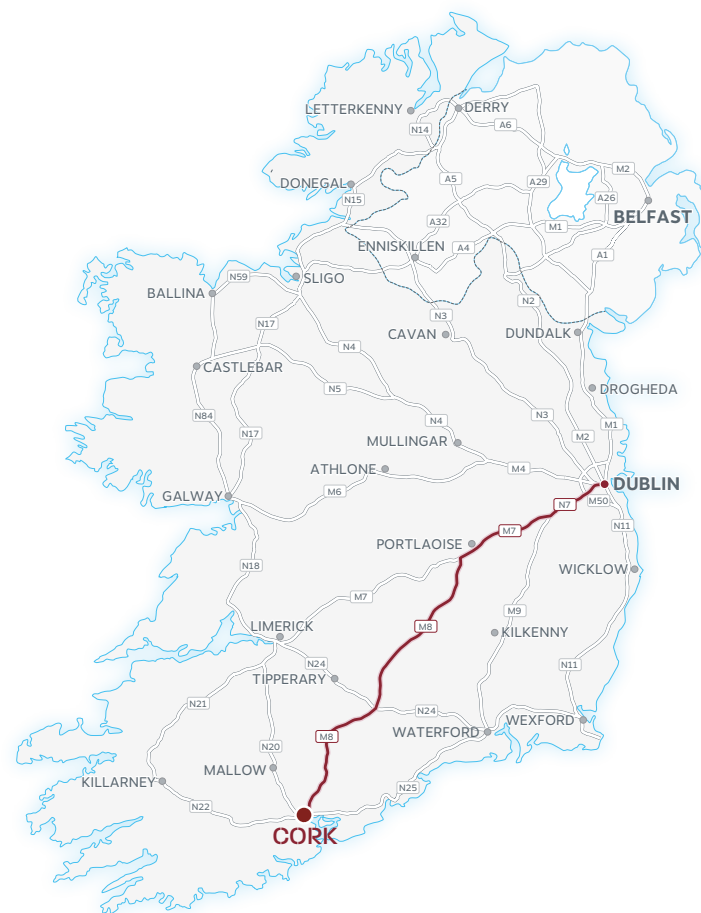 LETTERKENNY
DERRY
N14
A6
M2
DONEGAL
A5
A29
N15
A26
BELFAST
A32
M1
ENNISKILLEN
A4
A1
N59
SLIGO
BALLINA
N2
N3
N17
CAVAN
DUNDALK
N4
CASTLEBAR
N5
DROGHEDA
N84
N3
N4
M1
N17
M2
MULLINGAR
ATHLONE
M4
DUBLIN
M6
GALWAY
M50
N7
N11
M7
PORTLAOISE
N18
WICKLOW
M7
M9
LIMERICK
M8
KILKENNY
N24
N11
TIPPERARY
N21
N24
WEXFORD
WATERFORD
M8
N20
MALLOW
KILLARNEY
N25
N22
CORK